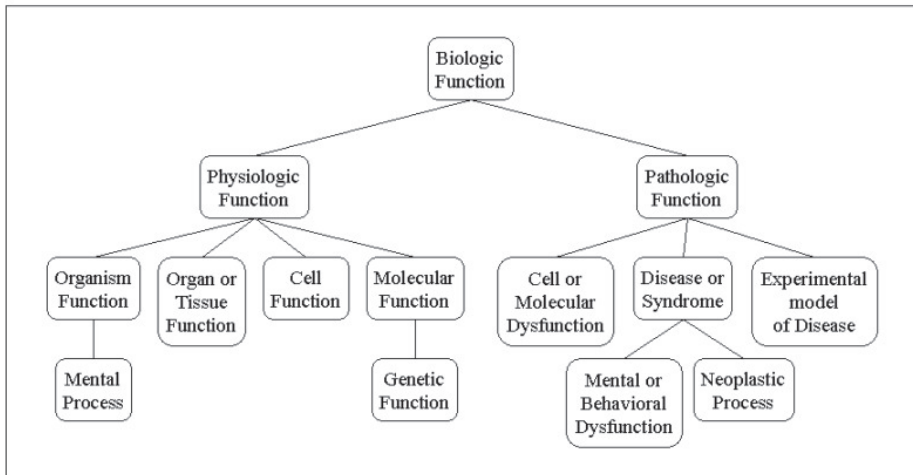 Biologic
Function
Physiologic
Function
Pathologic
Function
Organism
Function
Organ or
Tissue
Function
Cell
Function
Molecular
Function
Cell or
Molecular
Dysfunction
Disease or
Syndrome
Experimental
model
of Disease
Mental
Process
Genetic
Function
Mental or
Behavioral
Dysfunction
Neoplastic
Process